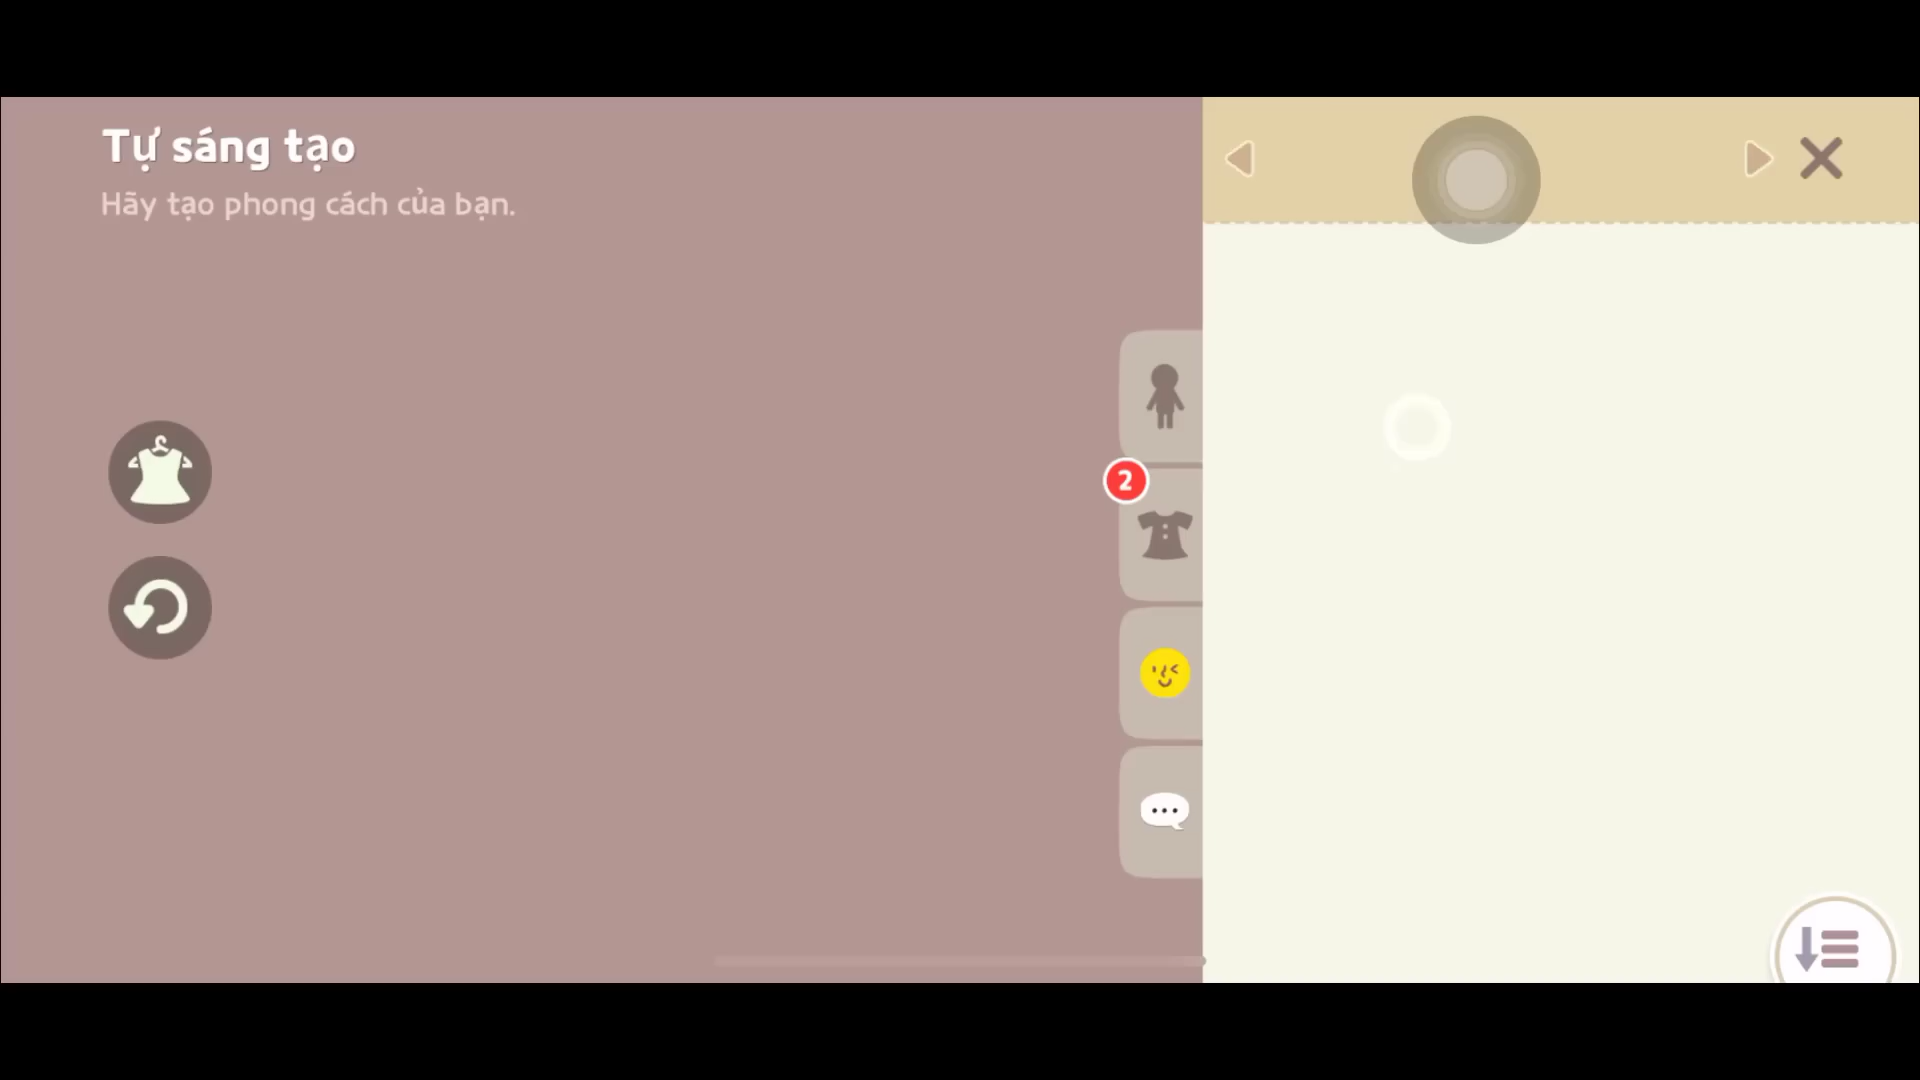 Tự sáng tạo
Hãy tạo phong cách của bạn.
2